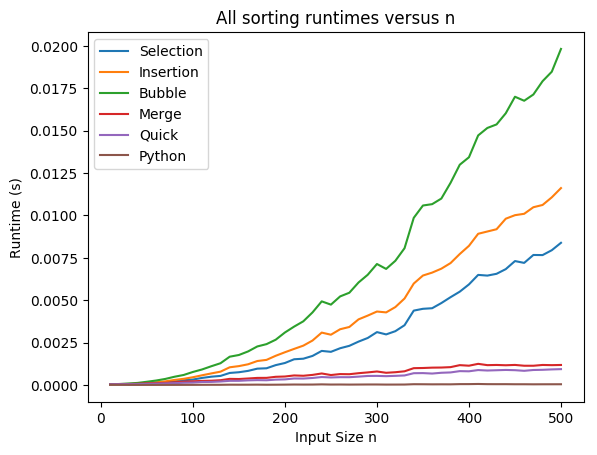 All sorting runtimes versus n
0.0200
0.0175
0.0150
0.0125
0.0100
0.0075
0.0050
0.0025
0.0000
Runtime (s)
Selection
Insertion
Bubble
Merge
Quick
Python
0 100 200 300 400 500
Input Size n